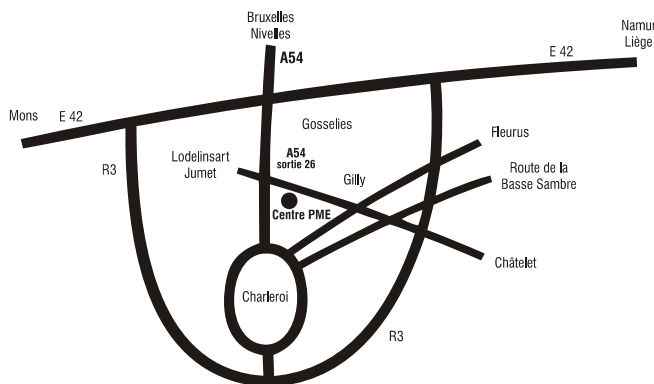 Bruxelles
Nivelles
A54
Namur
Liège
E 42
Mons
E 42
Gosselies
Fleurus
R3
Lodelinsart
Jumet
A54
sortie 26
Gilly
Route de la
Basse Sambre
Centre PME
Châtelet
Charleroi
R3